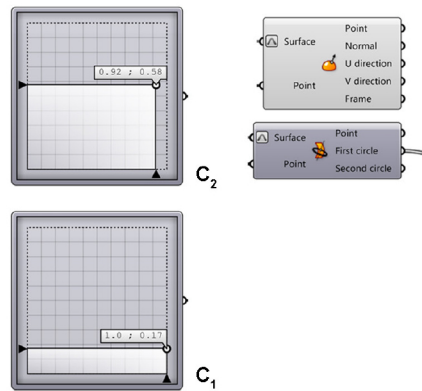 0.92 ; 0.58
C2
Point
Surface
Normal
U direction
V direction
Point
Frame
Surface
Point
First circle
Point
Second circle
1.0 ; 0.17
C1